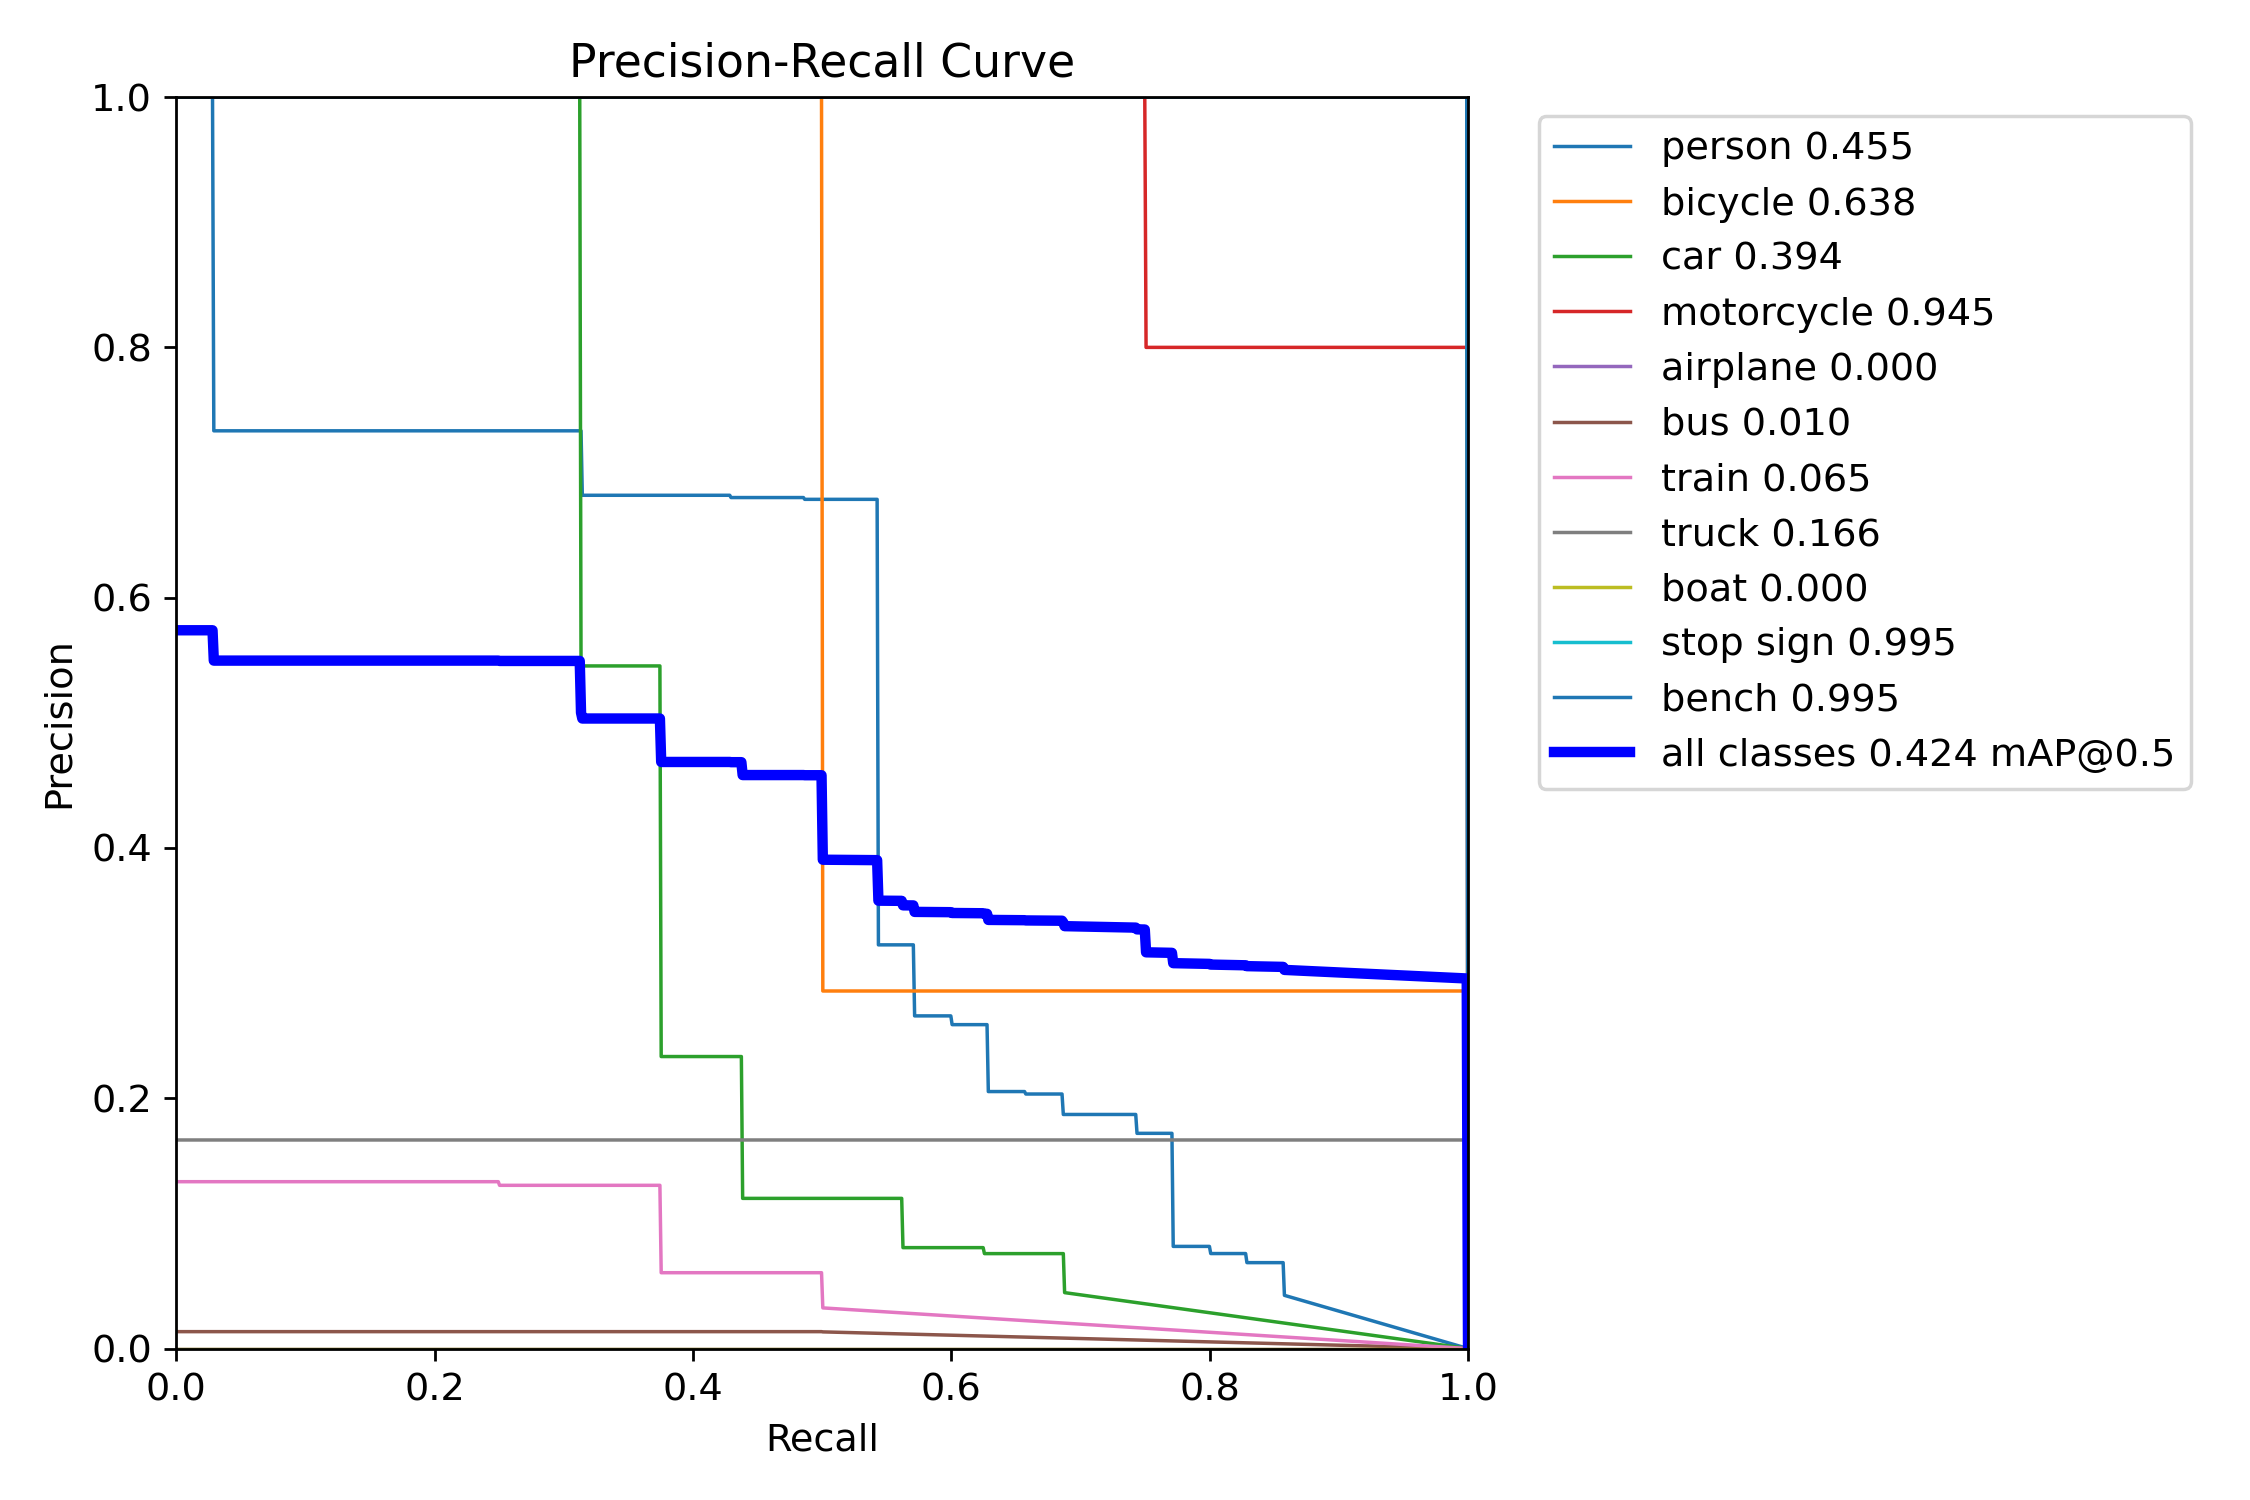 Precision-Recall Curve
1.0
0.8
0.6
0.4
0.2
0.0
Precision
0.0 0.2 0.4 0.6 0.8 1.0
Recall
person 0.455
bicycle 0.638
car 0.394
motorcycle 0.945
airplane 0.000
bus 0.010
train 0.065
truck 0.166
boat 0.000
stop sign 0.995
bench 0.995
all classes 0.424 mAP@0.5